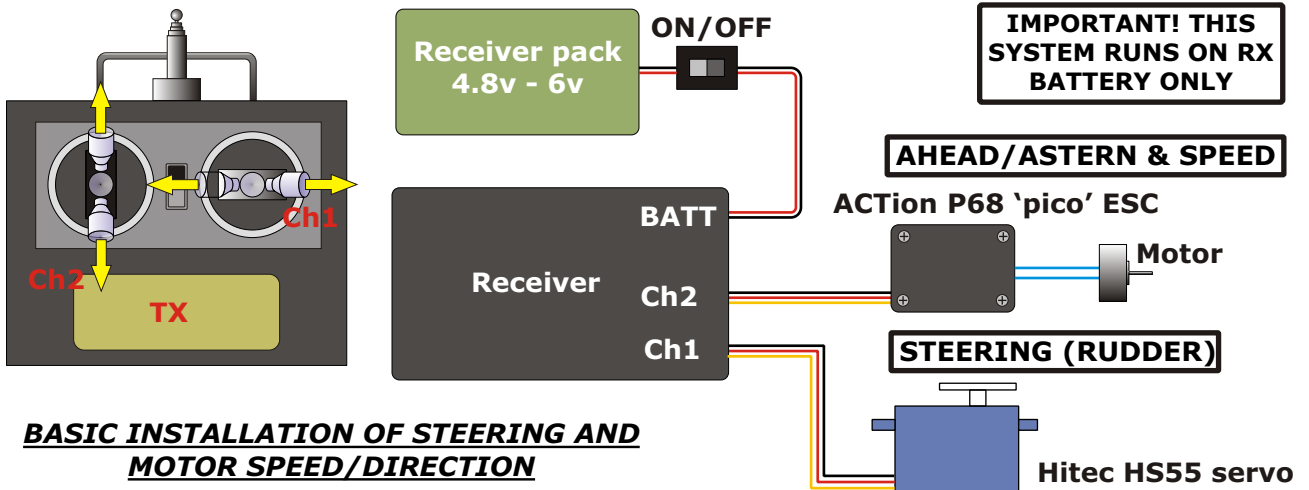 Receiver pack
4.8v - 6v
ON/OFF
IMPORTANT! THIS
SYSTEM RUNS ON RX
BATTERY ONLY
AHEAD/ASTERN & SPEED
ACTion P68 ‘pico’ ESC
Motor
BATT
Receiver
Ch2
Ch1
Ch1
Ch2
TX
STEERING (RUDDER)
Hitec HS55 servo
BASIC INSTALLATION OF STEERING AND
MOTOR SPEED/DIRECTION